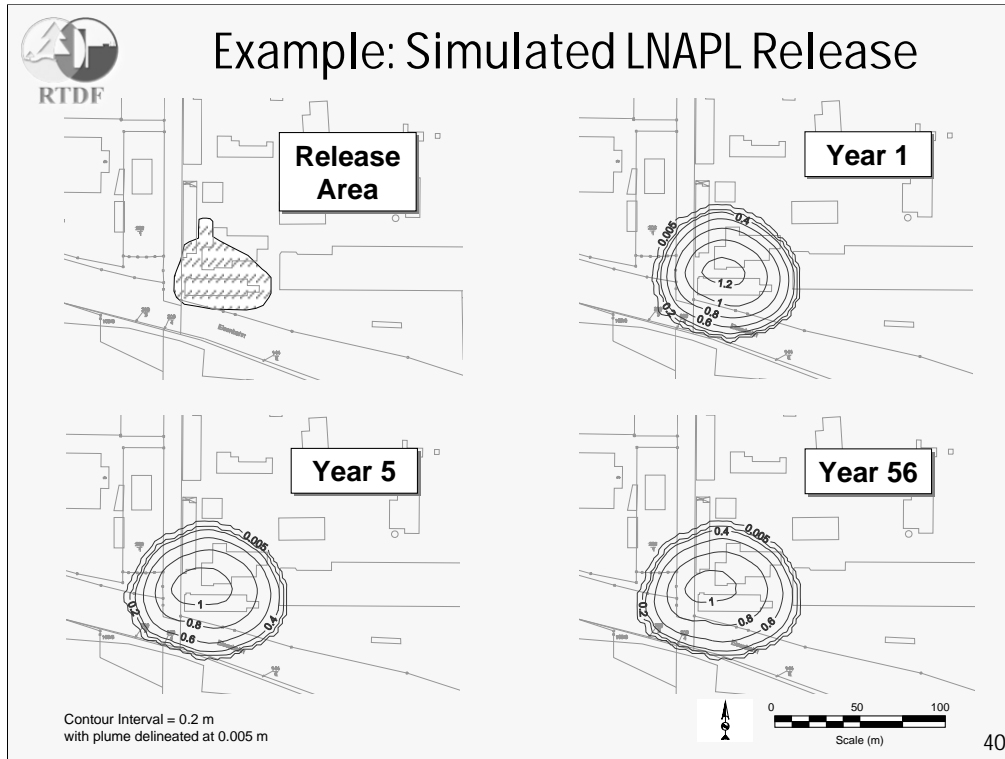 RTDF
Example: Simulated LNAPL Release
Release
Area
Year 1
0.005
0.4
1.2
1
0.8
0.6
0.2
Year 5
0.005
1
0.2
0.8
0.4
0.6
Year 56
0.4
0.005
1
0.2
0.8
0.6
Contour Interval = 0.2 m
with plume delineated at 0.005 m
0 50 100
Scale (m)
40